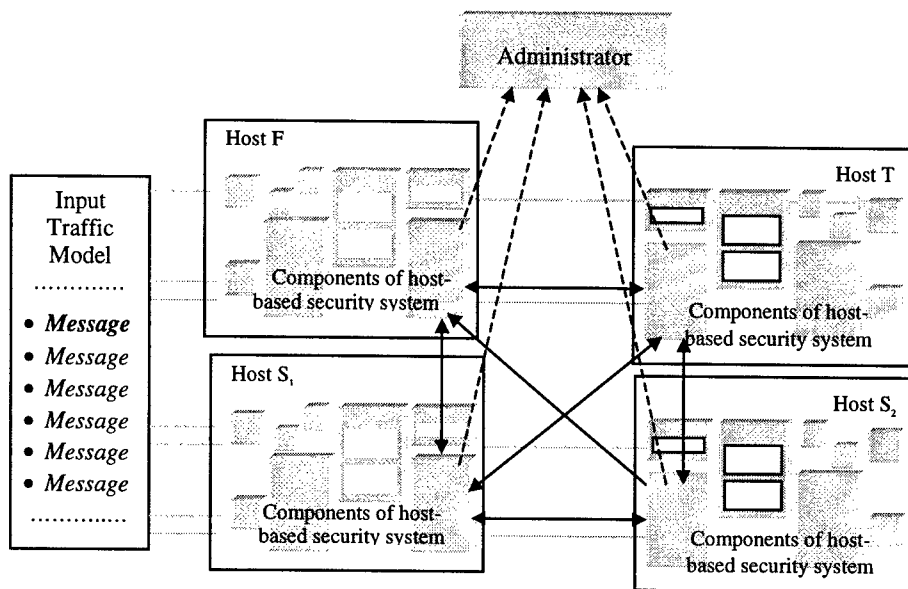 Administrator
Host F
Components of host-
based security system
Host T
Components of host-
based security system
Input
Traffic
Model
............
• Message
• Message
• Message
• Message
• Message
• Message
............
Host S1
Components of host-
based security system
Host S2
Components of host-
based security system